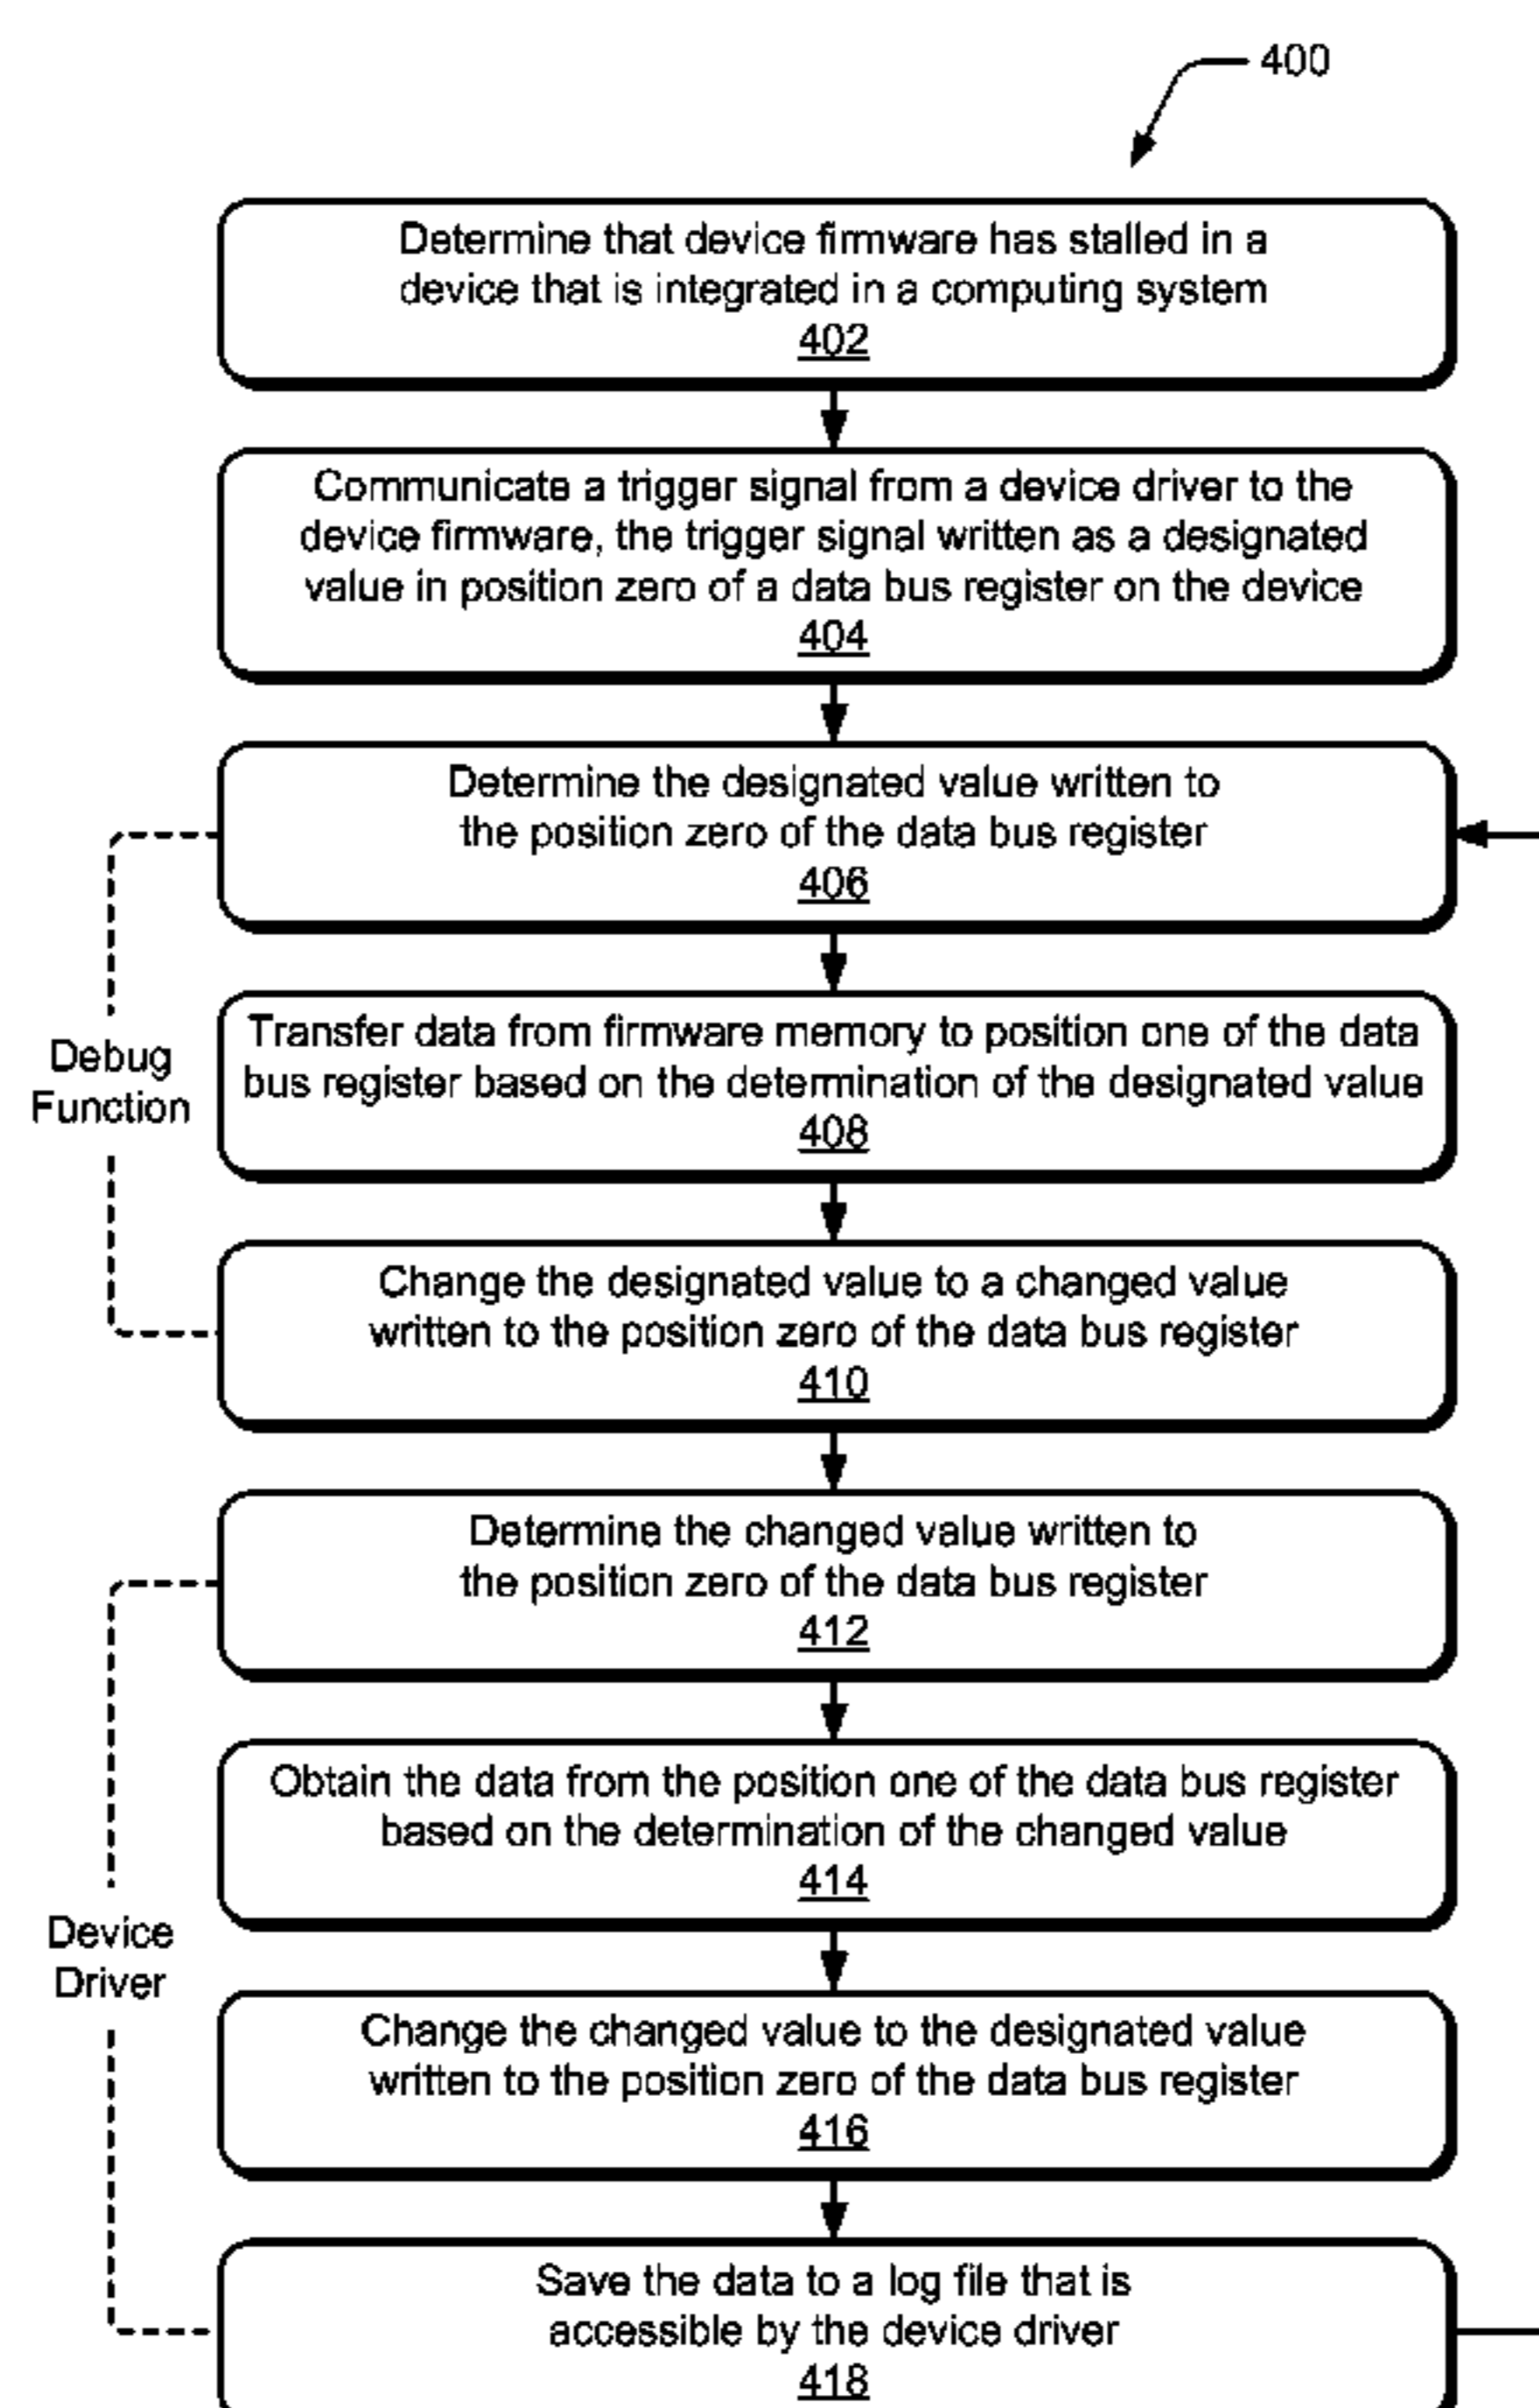 400
Determine that device firmware has stalled in a
device that is integrated in a computing system
402
Communicate a trigger signal from a device driver to the
device firmware, the trigger signal written as a designated
value in position zero of a data bus register on the device
404
Determine the designated value written to
the position zero of the data bus register
406
Debug
Function
Transfer data from firmware memory to position one of the data
bus register based on the determination of the designated value
408
Change the designated value to a changed value
written to the position zero of the data bus register
410
Determine the changed value written to
the position zero of the data bus register
412
Device
Driver
Obtain the data from the position one of the data bus register
based on the determination of the changed value
414
Change the changed value to the designated value
written to the position zero of the data bus register
416
Save the data to a log file that is
accessible by the device driver
418